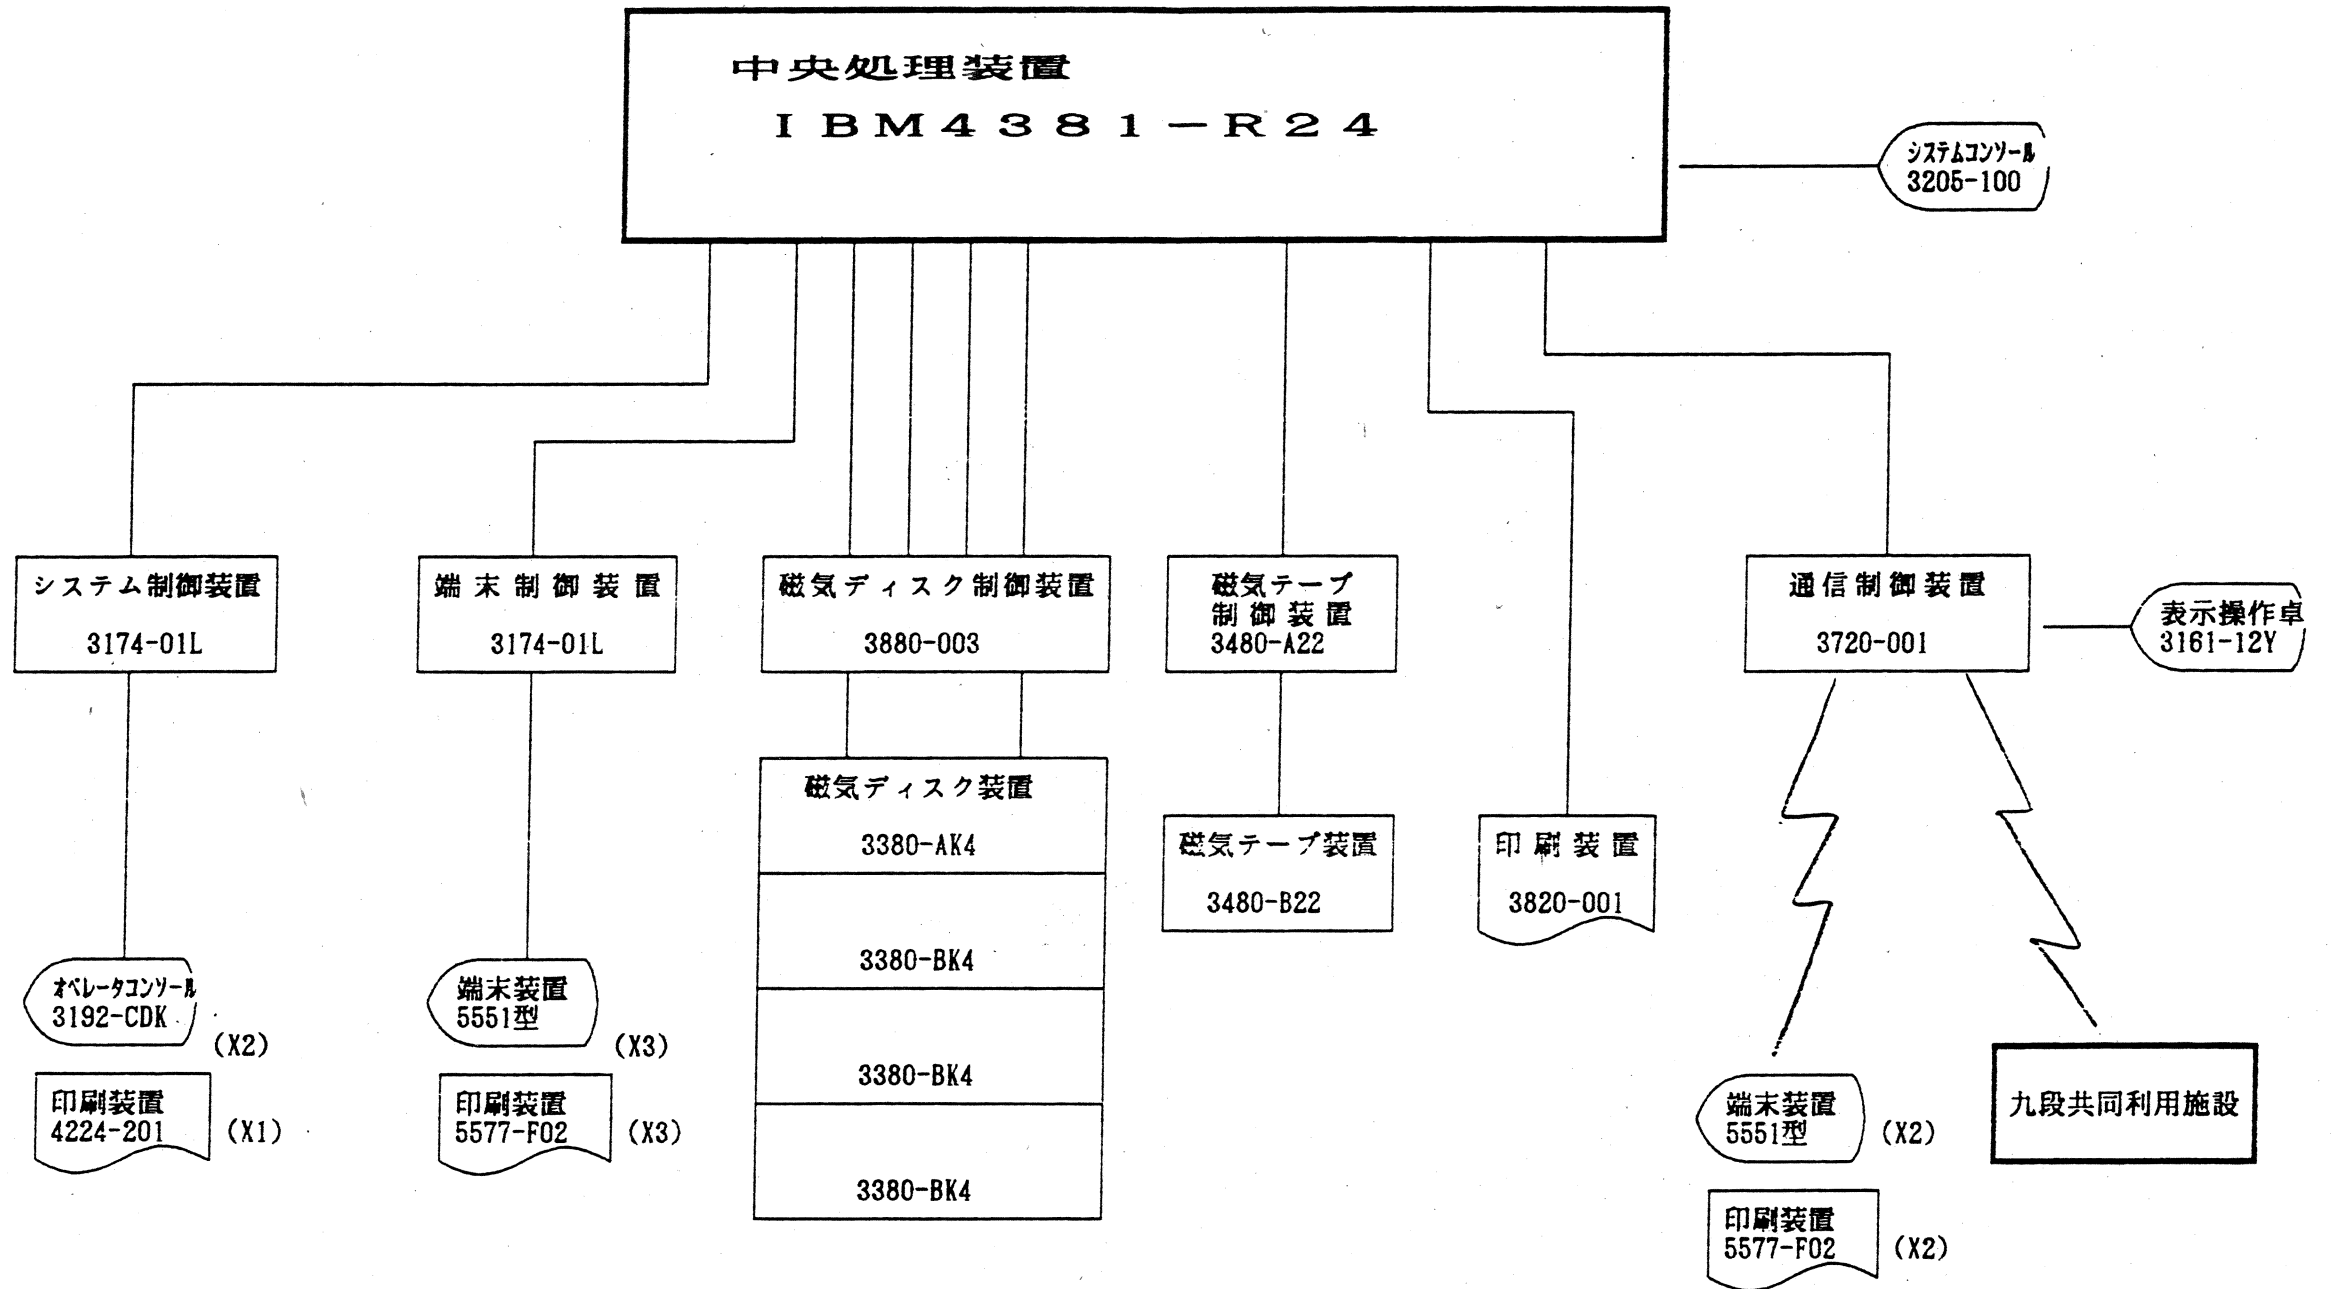 中央処理装置
IBM4381-R24
システムコンソール
3205-100
システム制御装置
3174-01L
端末制御装置
3174-01L
磁気ディスク制御装置
3880-003
磁気テープ
制御装置
3480-A22
通信制御装置
3720-001
表示操作卓
3161-12Y
磁気ディスク装置
3380-AK4
3380-BK4
3380-BK4
3380-BK4
磁気テープ装置
3480-B22
印刷装置
3820-001
オペレータコンソール
3192-CDK
(X2)
印刷装置
4224-201
(X1)
端末装置
5551型
(X3)
印刷装置
5577-F02
(X3)
端末装置
5551型
(X2)
印刷装置
5577-F02
(X2)
九段共同利用施設